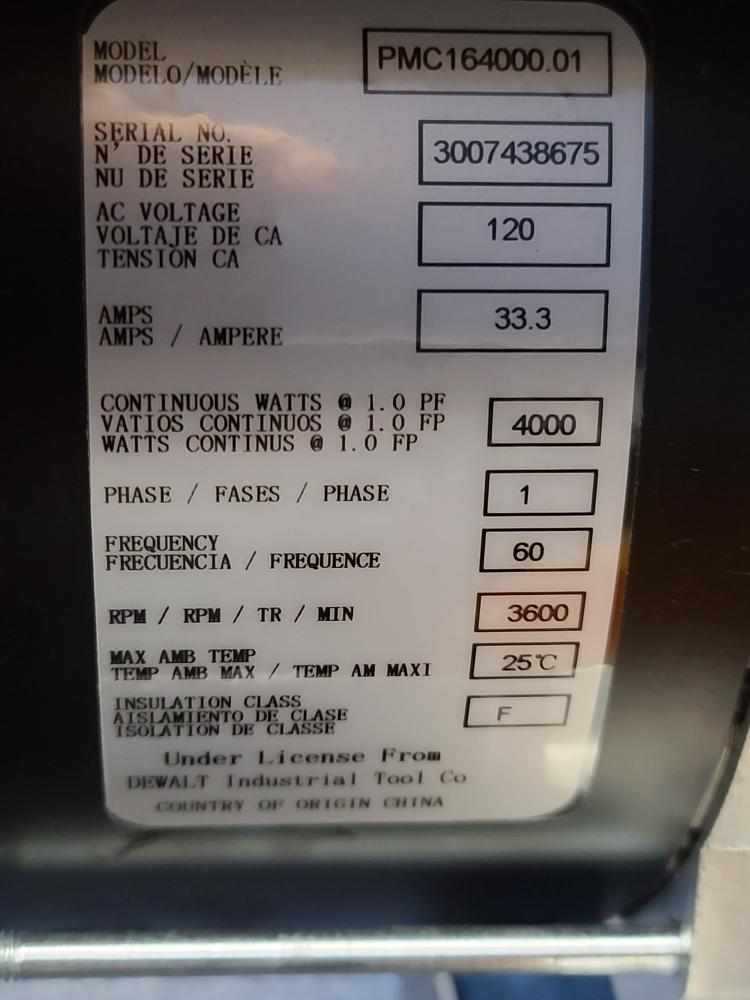 MODEL
MODELO/MODÈLE
PMC164000.01
SERIAL NO.
N' DE SERIE
NU DE SERIE
3007438675
AC VOLTAGE
VOLTAJE DE CA
TENSION CA
120
AMPS
AMPS / AMPERE
33.3
CONTINUOUS WATTS @ 1.0 PF
VATIOS CONTINUOS @ 1.0 FP
WATTS CONTINUS @ 1.0 FP
4000
PHASE / FASES / PHASE
1
FREQUENCY
FRECUENCIA / FREQUENCE
60
RPM / RPM / TR / MIN
3600
MAX AMB TEMP
TEMP AMB MAX / TEMP AM MAXI
25℃
INSULATION CLASS
AISLAMIENTO DE CLASE
ISOLATION DE CLASSE
F
Under License From
DEWALT Industrial Tool Co
COUNTRY OF ORIGIN CHINA